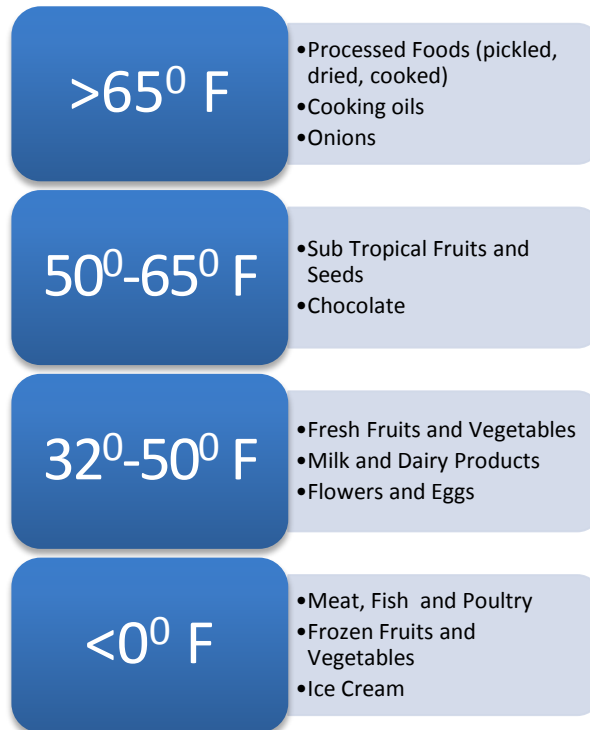 >65⁰ F
•Processed Foods (pickled,
dried, cooked)
•Cooking oils
•Onions
50⁰-65⁰ F
•Sub Tropical Fruits and
Seeds
•Chocolate
32⁰-50⁰ F
•Fresh Fruits and Vegetables
•Milk and Dairy Products
•Flowers and Eggs
<0⁰ F
•Meat, Fish and Poultry
•Frozen Fruits and
Vegetables
•Ice Cream